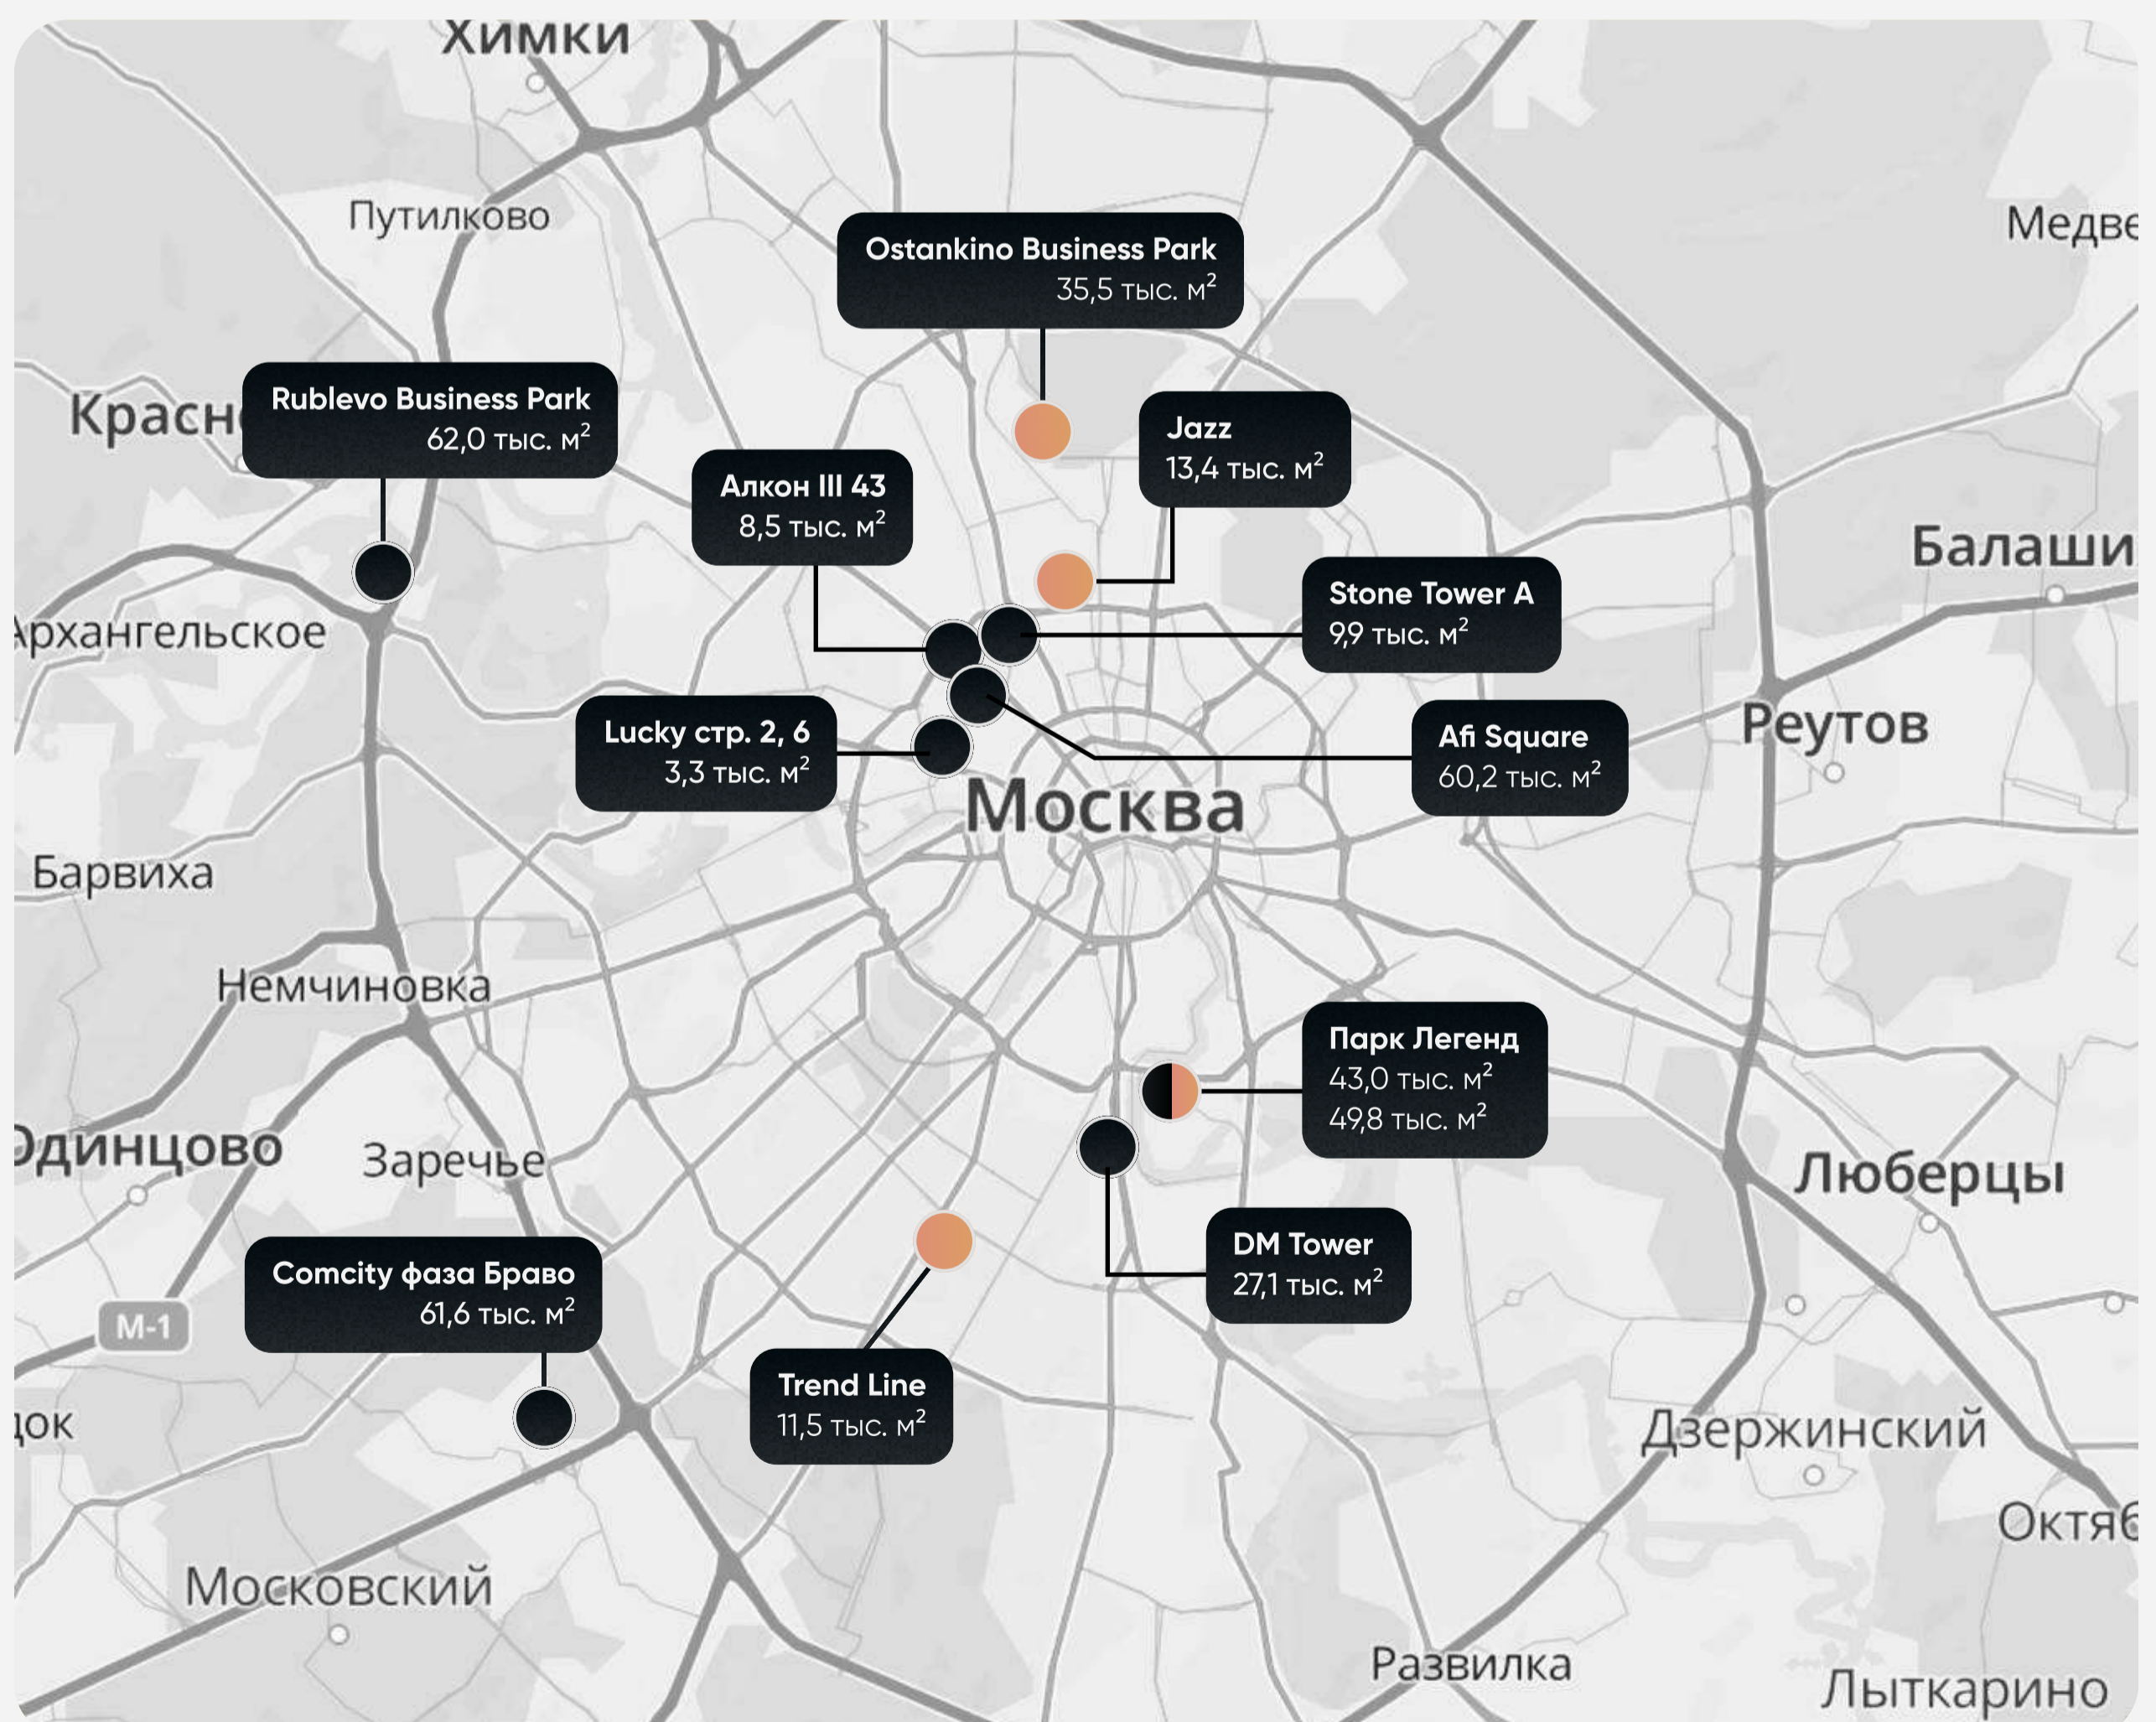 Химки
Путилково
Медве
Ostankino Business Park
35,5 тыс. м²
Rublevo Business Park
62,0 тыс. м²
Красн
Jazz
13,4 тыс. м²
Алкон III 43
8,5 тыс. м²
Балаши
Stone Tower A
9,9 тыс. м²
Архангельское
Lucky стр. 2, 6
3,3 тыс. м²
Afi Square
60,2 тыс. м²
Реутов
Москва
Барвиха
Немчиновка
Парк Легенд
43,0 тыс. м²
49,8 тыс. м²
Одинцово
Заречье
Люберцы
DM Tower
27,1 тыс. м²
Comcity фаза Браво
61,6 тыс. м²
М-1
Trend Line
11,5 тыс. м²
док
Дзержинский
Октяб
Московский
Развилка
Лыткарино